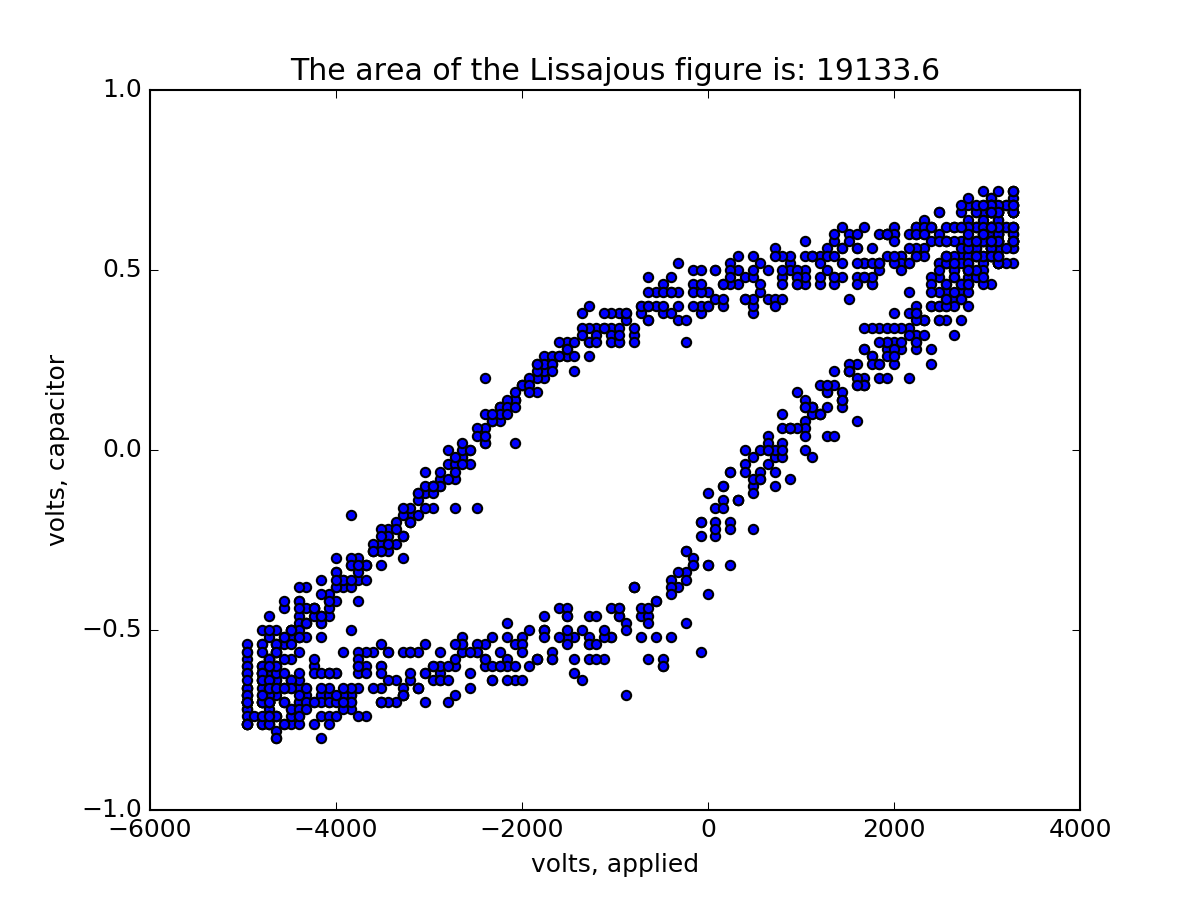 The area of the Lissajous figure is: 19133.6
1.0
0.5
0.0
−0.5
−1.0
−6000 −4000 −2000 0 2000 4000
volts, capacitor
volts, applied